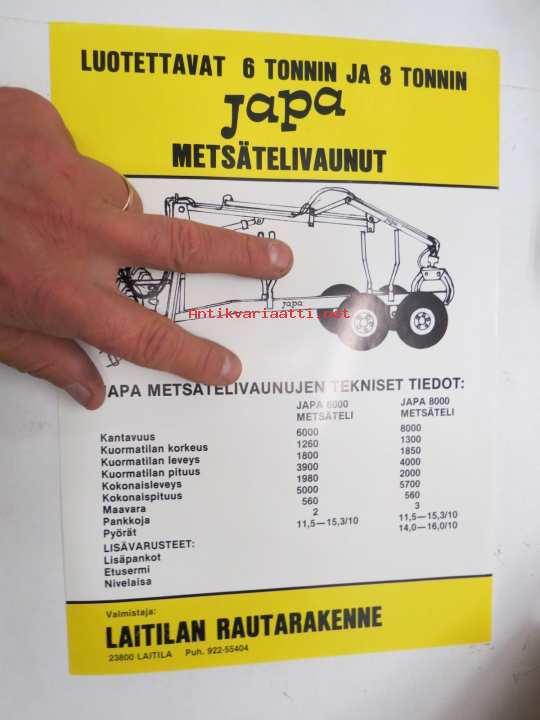 LUOTETTAVAT 6 TONNIN JA 8 TONNIN
Japa
METSÄTELIVAUNUT
japa
Antikvariaatti.net
JAPA METSÄTELIVAUNUJEN TEKNISET TIEDOT:
JAPA 6000 METSÄTELI JAPA 8000 METSÄTELI
Kantavuus 6000 8000
Kuormatilan korkeus 1260 1300
Kuormatilan leveys 1800 1850
Kuormatilan pituus 3900 4000
Kokonaisleveys 1980 2000
Kokonaispituus 5000 5700
Maavara 560 560
Pankkoja 2 3
Pyörät 11,5—15,3/10 11,5—15,3/10
14,0—16,0/10
LISÄVARUSTEET:
Lisäpankot
Etusermi
Nivelaisa
Valmistaja:
LAITILAN RAUTARAKENNE
23800 LAITILA Puh. 922-55404